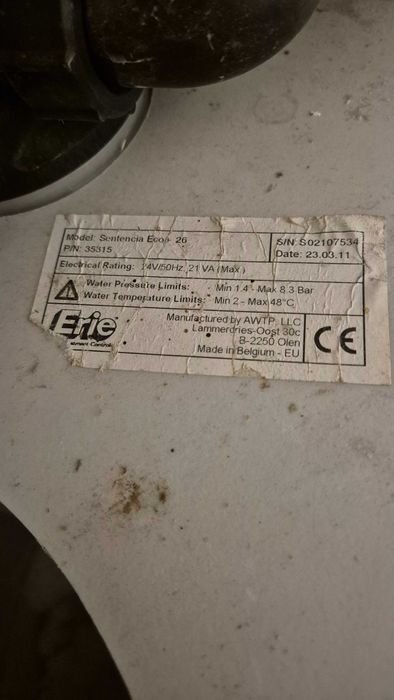 Model: Sentencia Econ 26
P/N: 35315
S/N: S02107534
Date: 23.03.11
Electrical Rating: 24V/50Hz, 21 VA (Max.)
Water Pressure Limits: Min 1.4 - Max 8.3 Bar
Water Temperature Limits: Min 2 - Max 48°C
Erie
Manufactured by AWTP, LLC
Lammerdries-Oost 30c
B-2250 Olen
Made in Belgium - EU
CE